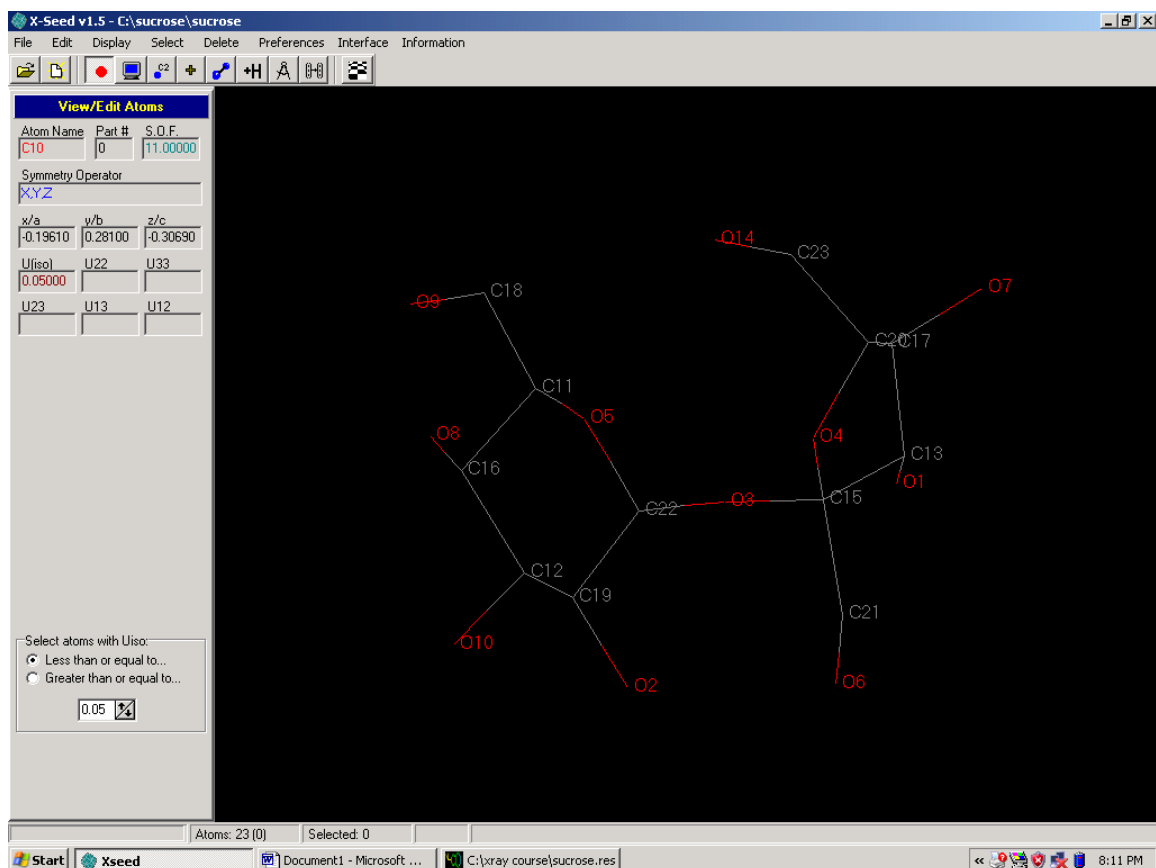 X-Seed v1.5 - C:\sucrose\sucrose
File Edit Display Select Delete Preferences Interface Information
C2 +H Å
View/Edit Atoms
Atom Name Part # S.O.F.
C10 0 11.00000
Symmetry Operator
X,Y,Z
x/a y/b z/c
-0.19610 0.28100 -0.30690
U(iso) U22 U33
0.05000
U23 U13 U12
Select atoms with Uiso:
Less than or equal to...
Greater than or equal to...
0.05
O14
C23
O7
C18
O9
C20 C17
C11
O5
O8
O4
C13
C16
O1
C15
O3
C22
C12
C19
C21
O10
O6
O2
Atoms: 23 (0) Selected: 0
Start Xseed Document1 - Microsoft ... C:\xray course\sucrose.res « 8:11 PM